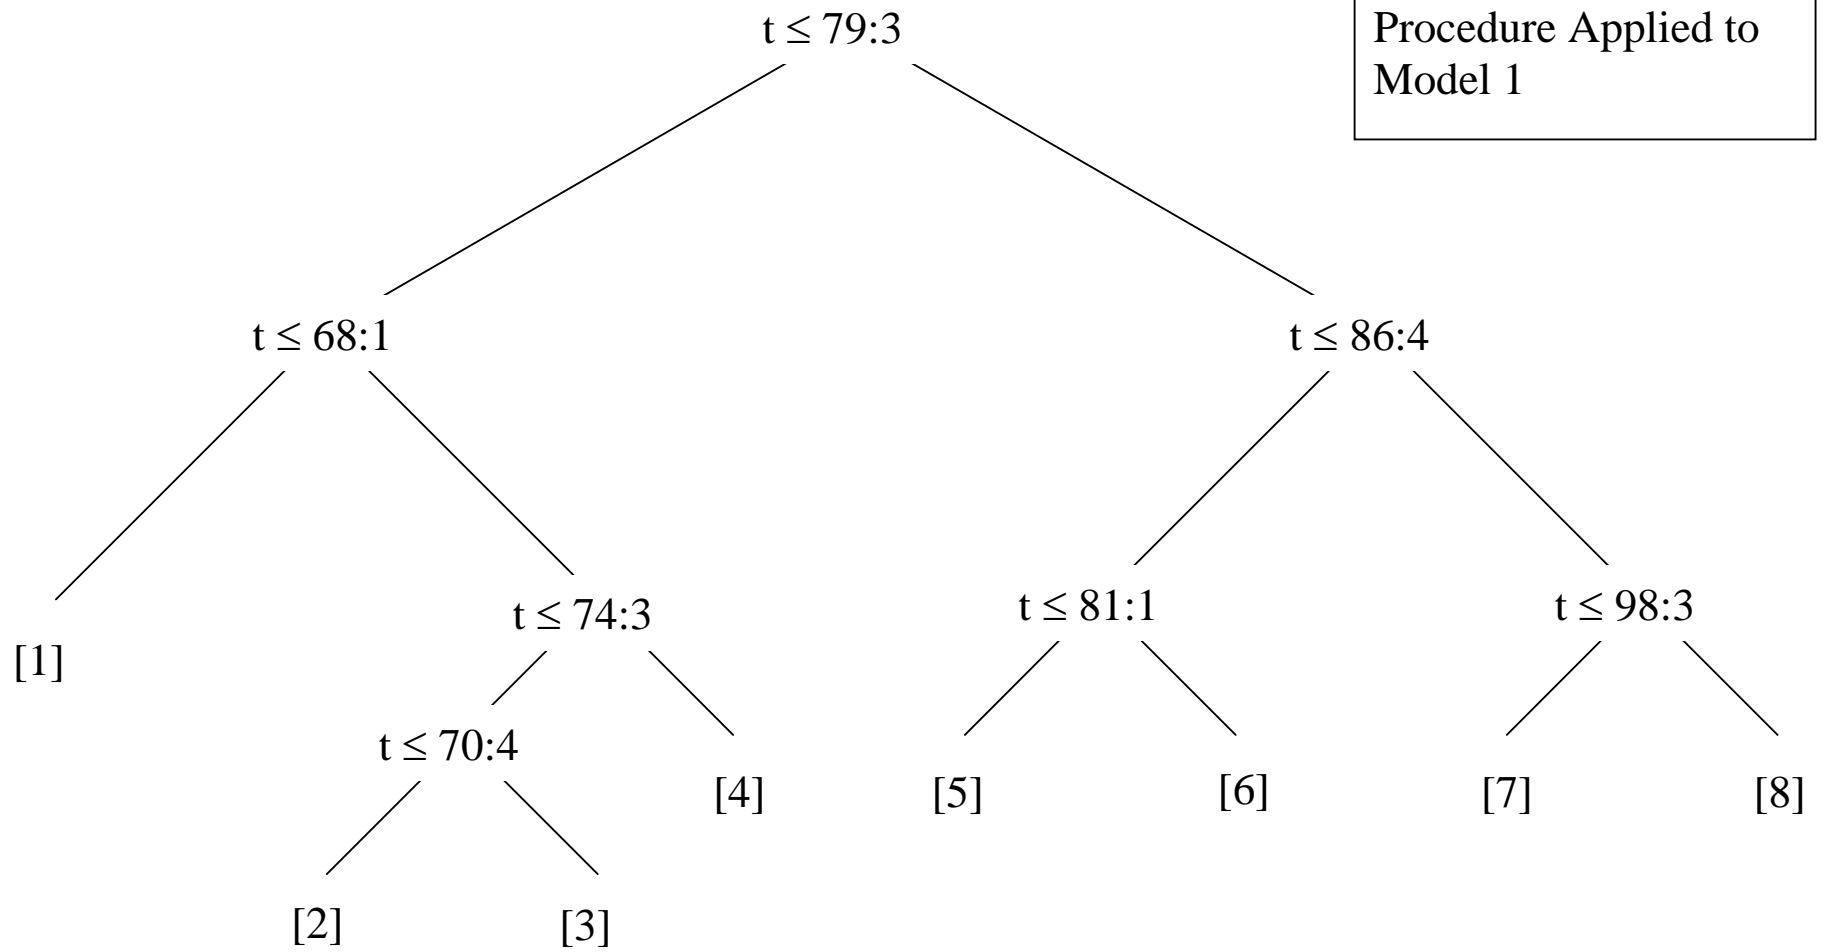 t ≤ 79:3
Procedure Applied to
Model 1
t ≤ 68:1
t ≤ 86:4
t ≤ 74:3
t ≤ 81:1
t ≤ 98:3
[1]
t ≤ 70:4
[4]
[5]
[6]
[7]
[8]
[2]
[3]